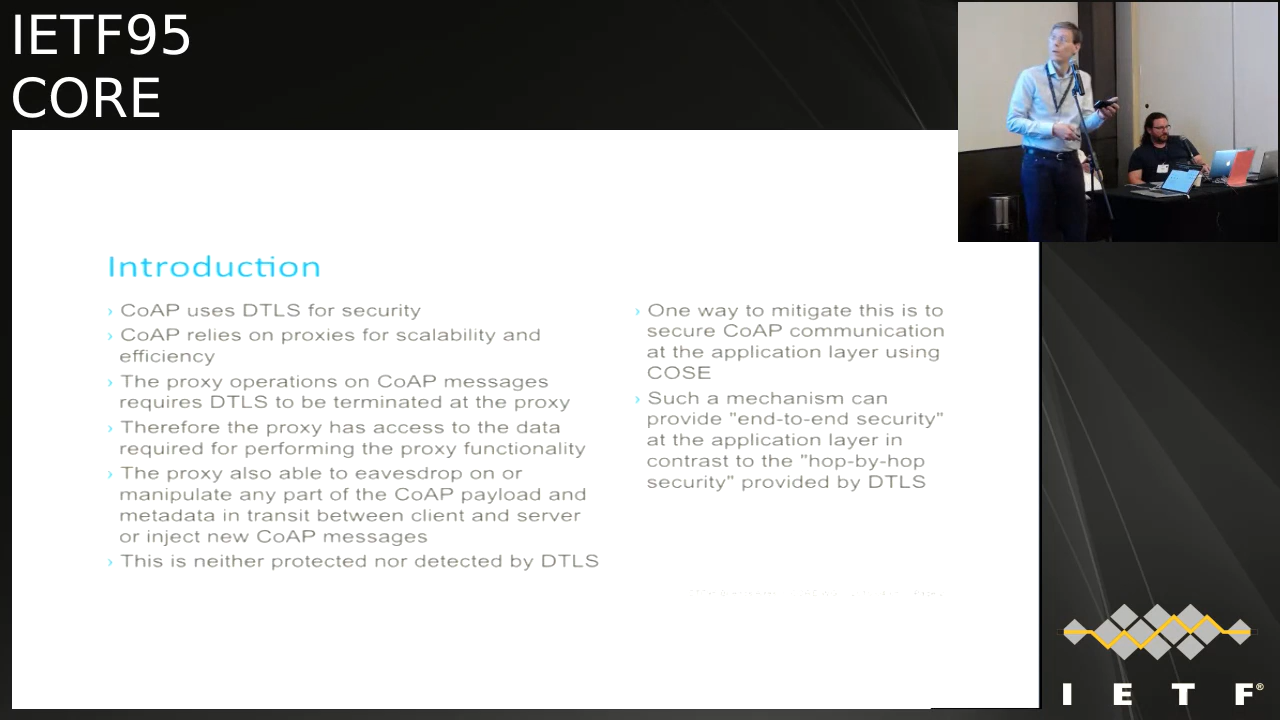 IETF95
CORE
Introduction
› CoAP uses DTLS for security
› CoAP relies on proxies for scalability and
efficiency
› The proxy operations on CoAP messages
requires DTLS to be terminated at the proxy
› Therefore the proxy has access to the data
required for performing the proxy functionality
› The proxy also able to eavesdrop on or
manipulate any part of the CoAP payload and
metadata in transit between client and server
or inject new CoAP messages
› This is neither protected nor detected by DTLS
› One way to mitigate this is to
secure CoAP communication
at the application layer using
COSE
› Such a mechanism can
provide "end-to-end security"
at the application layer in
contrast to the "hop-by-hop
security" provided by DTLS
I E T F®